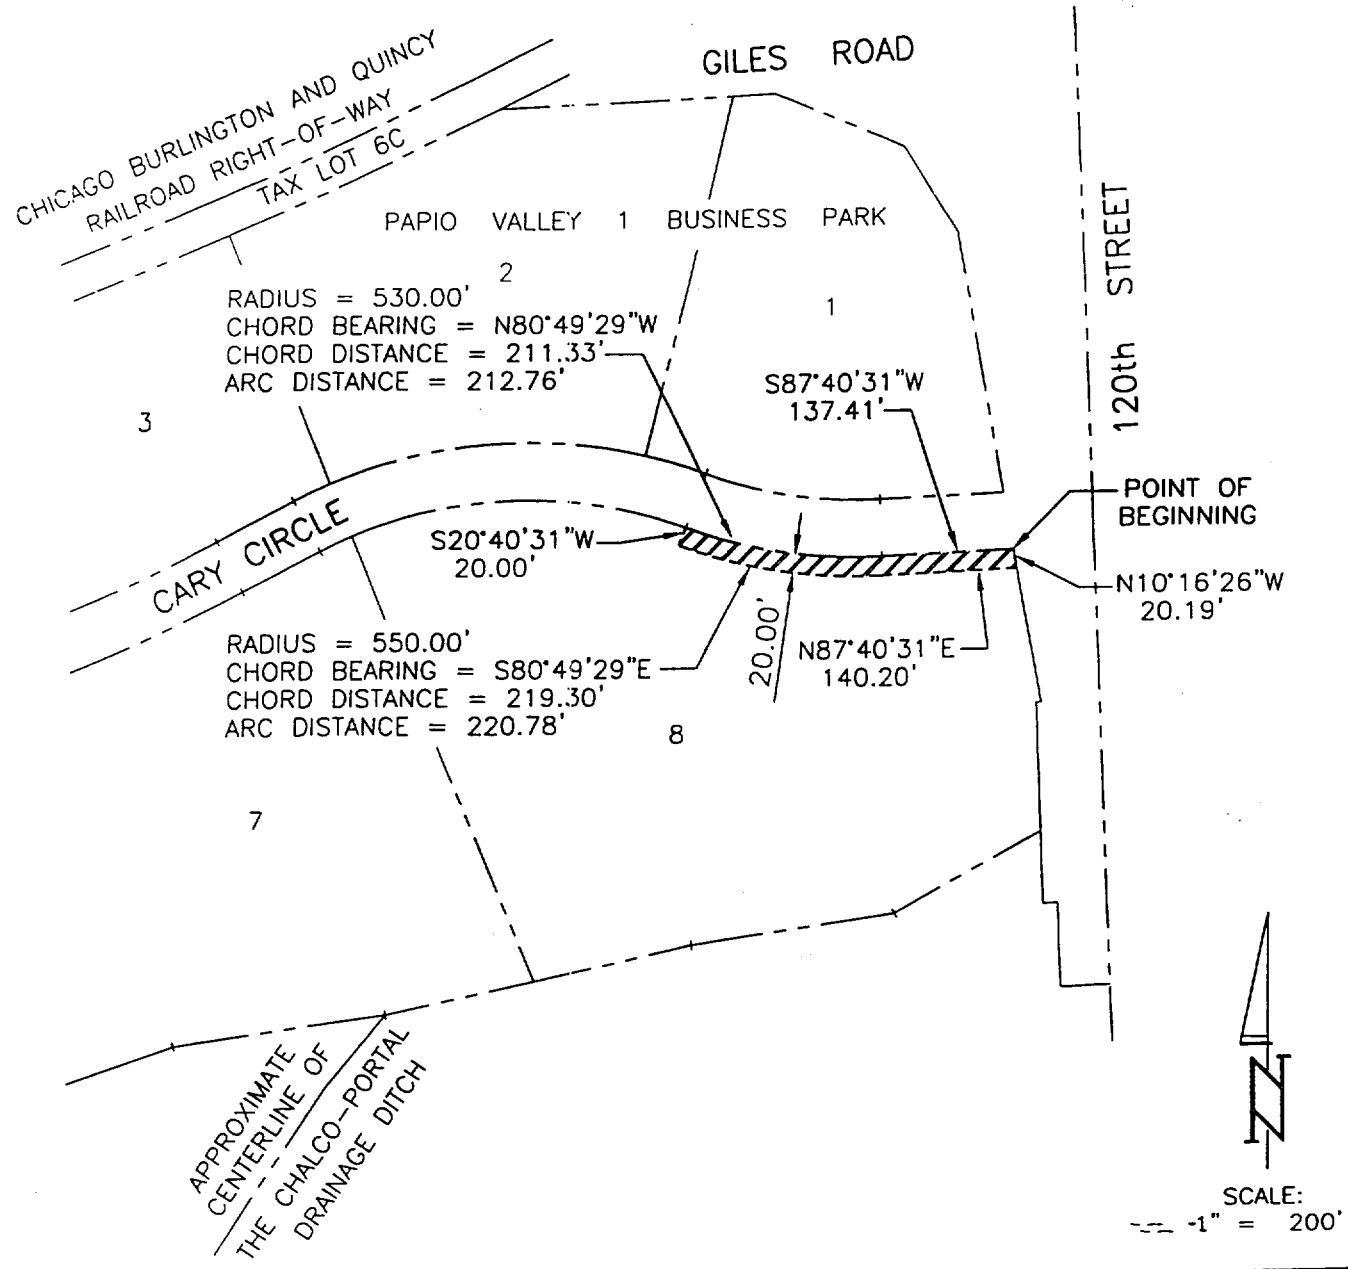 GILES ROAD
CHICAGO BURLINGTON AND QUINCY
RAILROAD RIGHT-OF-WAY
TAX LOT 6C
PAPIO VALLEY 1 BUSINESS PARK
2
1
120th STREET
RADIUS = 530.00'
CHORD BEARING = N80°49'29"W
CHORD DISTANCE = 211.33'
ARC DISTANCE = 212.76'
S87°40'31"W
137.41'
3
POINT OF
BEGINNING
CARY CIRCLE
S20°40'31"W
20.00'
N10°16'26"W
20.19'
20.00'
N87°40'31"E
140.20'
RADIUS = 550.00'
CHORD BEARING = S80°49'29"E
CHORD DISTANCE = 219.30'
ARC DISTANCE = 220.78'
8
7
APPROXIMATE
CENTERLINE OF
THE CHALCO-PORTAL
DRAINAGE DITCH
N
SCALE:
1" = 200'